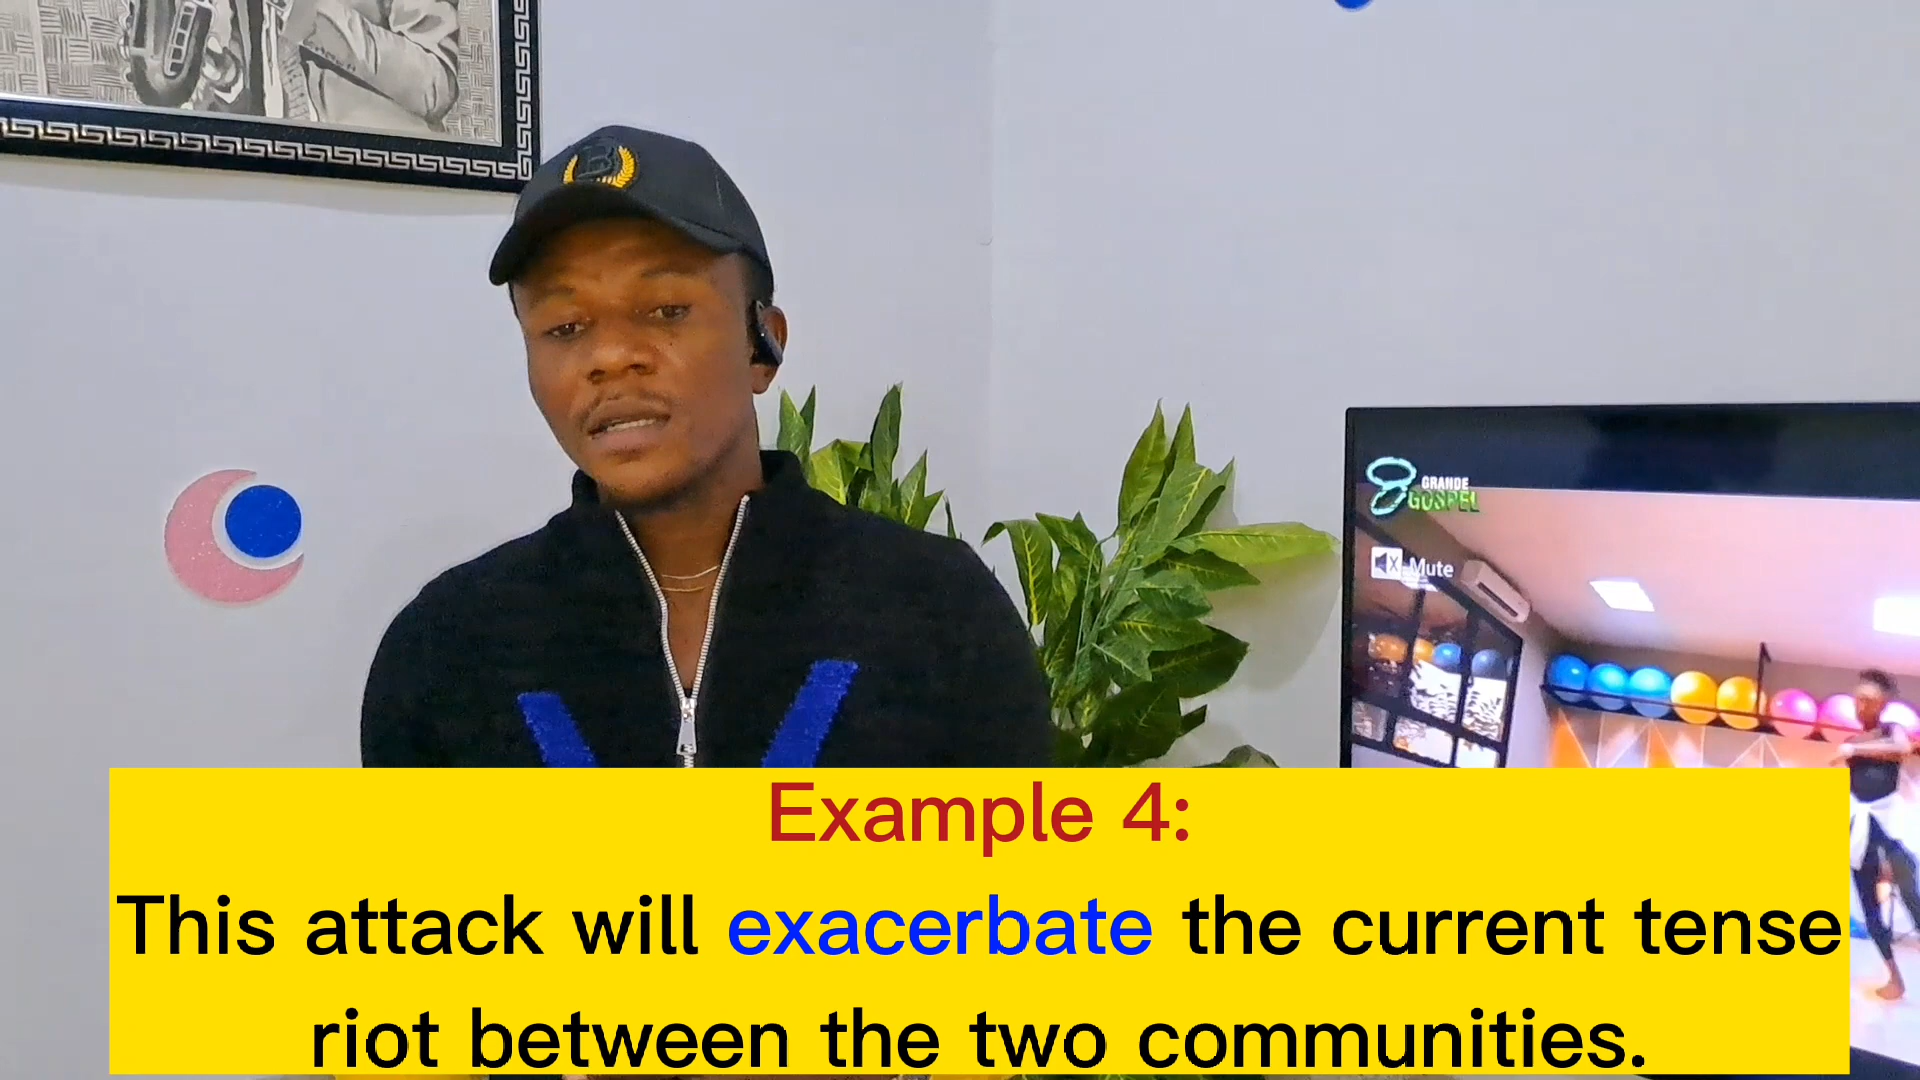 GRANDE
GOSPEL
Mute
Example 4:
This attack will exacerbate the current tense
riot between the two communities.